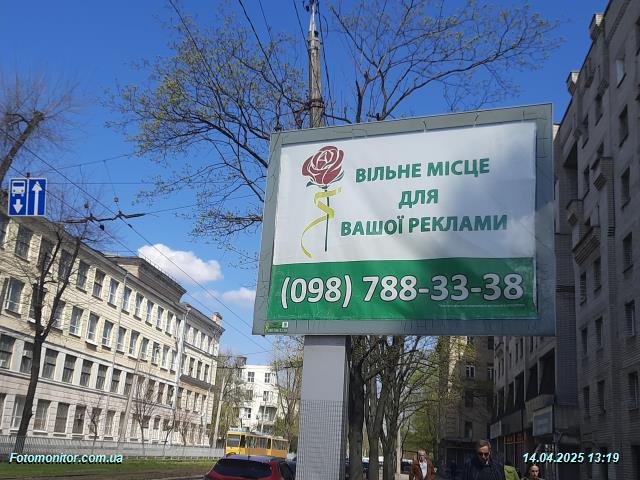 ВІЛЬНЕ МІСЦЕ
ДЛЯ
ВАШОЇ РЕКЛАМИ
(098) 788-33-38
Fotomonitor.com.ua
14.04.2025 13:19